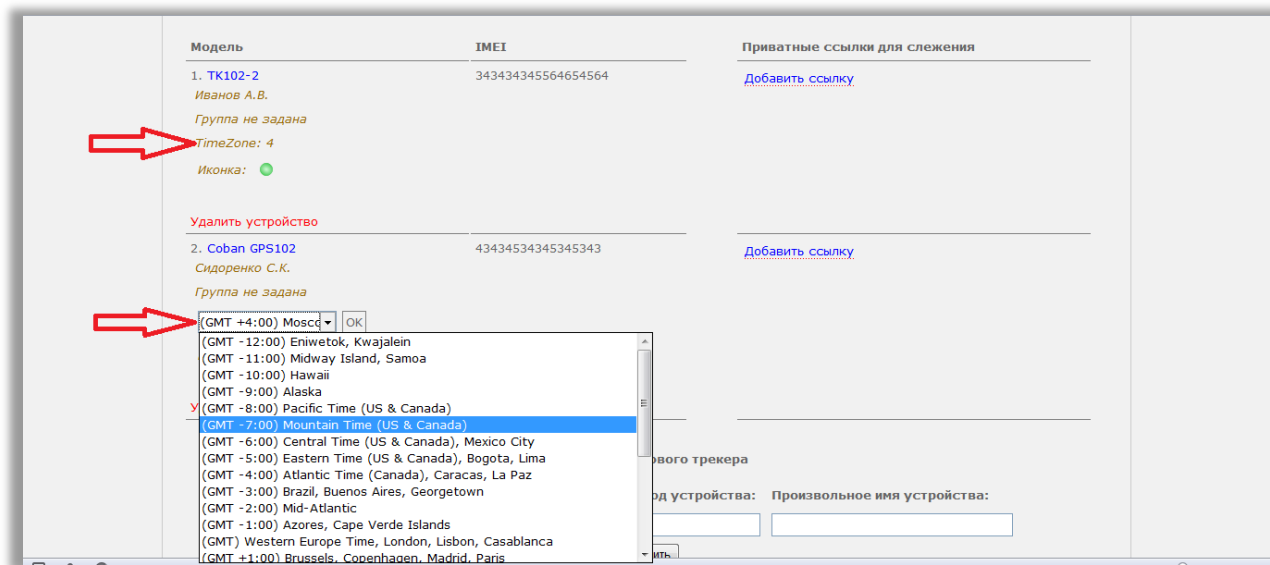 Модель IMEI Приватные ссылки для слежения
1. TK102-2 343434345564654564 Добавить ссылку
Иванов А.В.
Группа не задана
TimeZone: 4
Иконка:
Удалить устройство
2. Coban GPS102 43434534345345343 Добавить ссылку
Сидоренко С.К.
Группа не задана
(GMT +4:00) Mosco OK
(GMT -12:00) Eniwetok, Kwajalein
(GMT -11:00) Midway Island, Samoa
(GMT -10:00) Hawaii
(GMT -9:00) Alaska
(GMT -8:00) Pacific Time (US & Canada)
(GMT -7:00) Mountain Time (US & Canada)
(GMT -6:00) Central Time (US & Canada), Mexico City
(GMT -5:00) Eastern Time (US & Canada), Bogota, Lima
(GMT -4:00) Atlantic Time (Canada), Caracas, La Paz
ового трекера
(GMT -3:00) Brazil, Buenos Aires, Georgetown
од устройства: Произвольное имя устройства:
(GMT -2:00) Mid-Atlantic
(GMT -1:00) Azores, Cape Verde Islands
(GMT) Western Europe Time, London, Lisbon, Casablanca
(GMT +1:00) Brussels, Copenhagen, Madrid, Paris